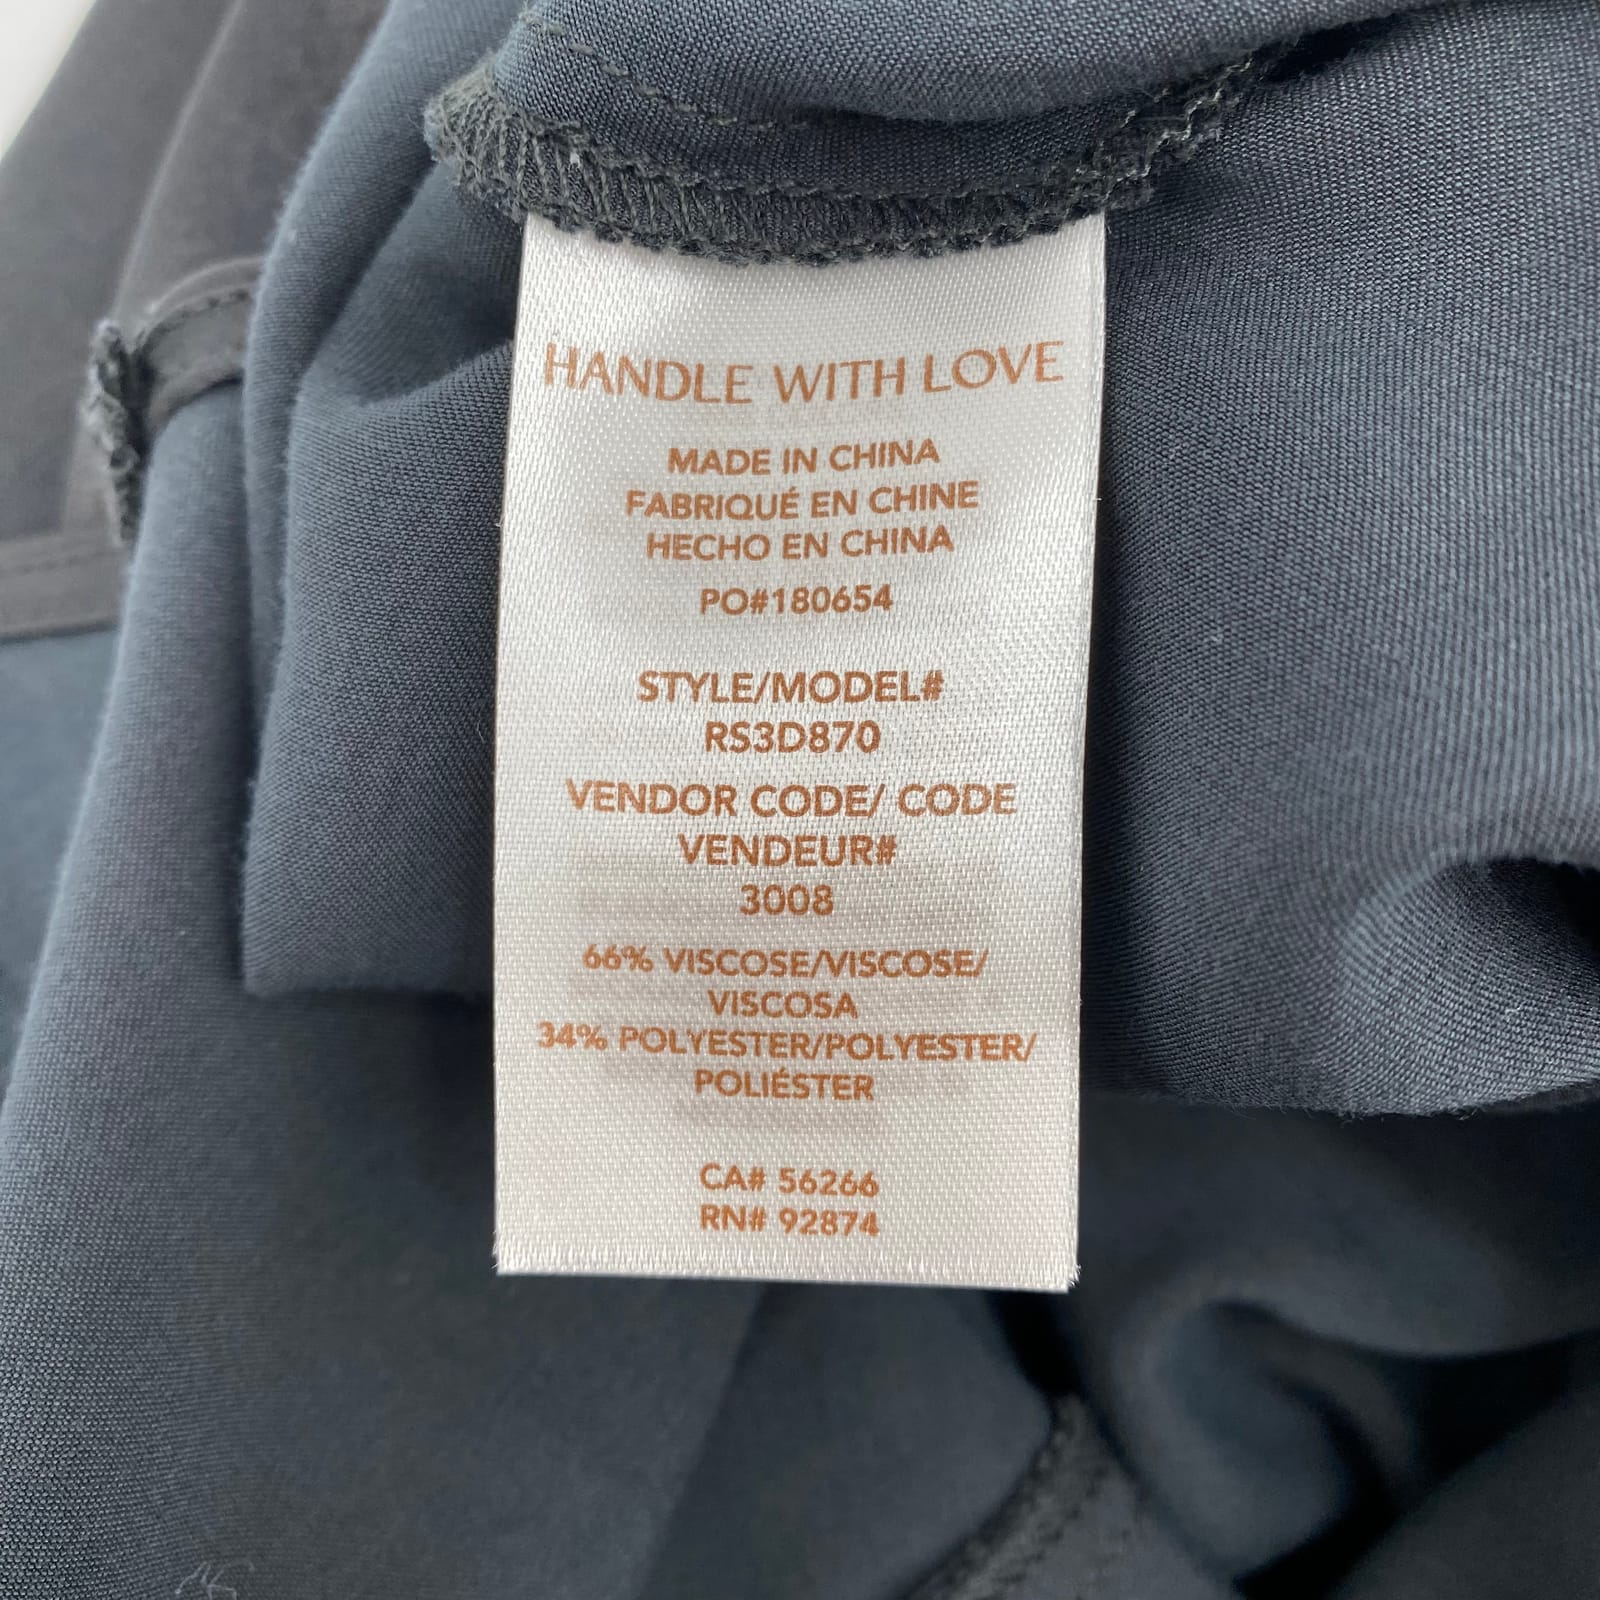 HANDLE WITH LOVE
MADE IN CHINA
FABRIQUÉ EN CHINE
HECHO EN CHINA
PO#180654
STYLE/MODEL#
RS3D870
VENDOR CODE/ CODE
VENDEUR#
3008
66% VISCOSE/VISCOSE/
VISCOSA
34% POLYESTER/POLYESTER/
POLIÉSTER
CA# 56266
RN# 92874